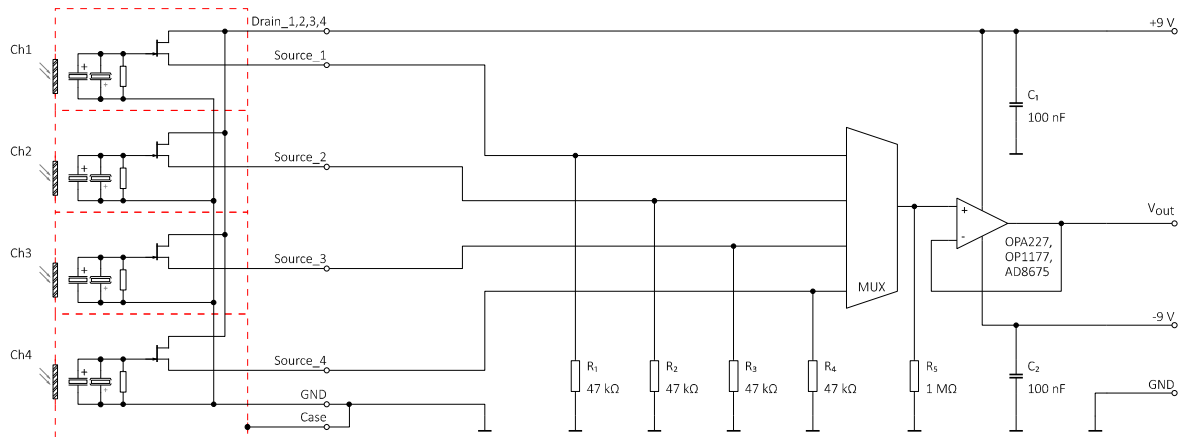 Drain_1,2,3,4
+9 V
Ch1
Source_1
C₁
100 nF
Ch2
Source_2
Vout
OPA227,
OP1177,
AD8675
Ch3
Source_3
MUX
-9 V
Ch4
Source_4
R₁
47 kΩ
R₂
47 kΩ
R₃
47 kΩ
R₄
47 kΩ
R₅
1 MΩ
C₂
100 nF
GND
GND
Case